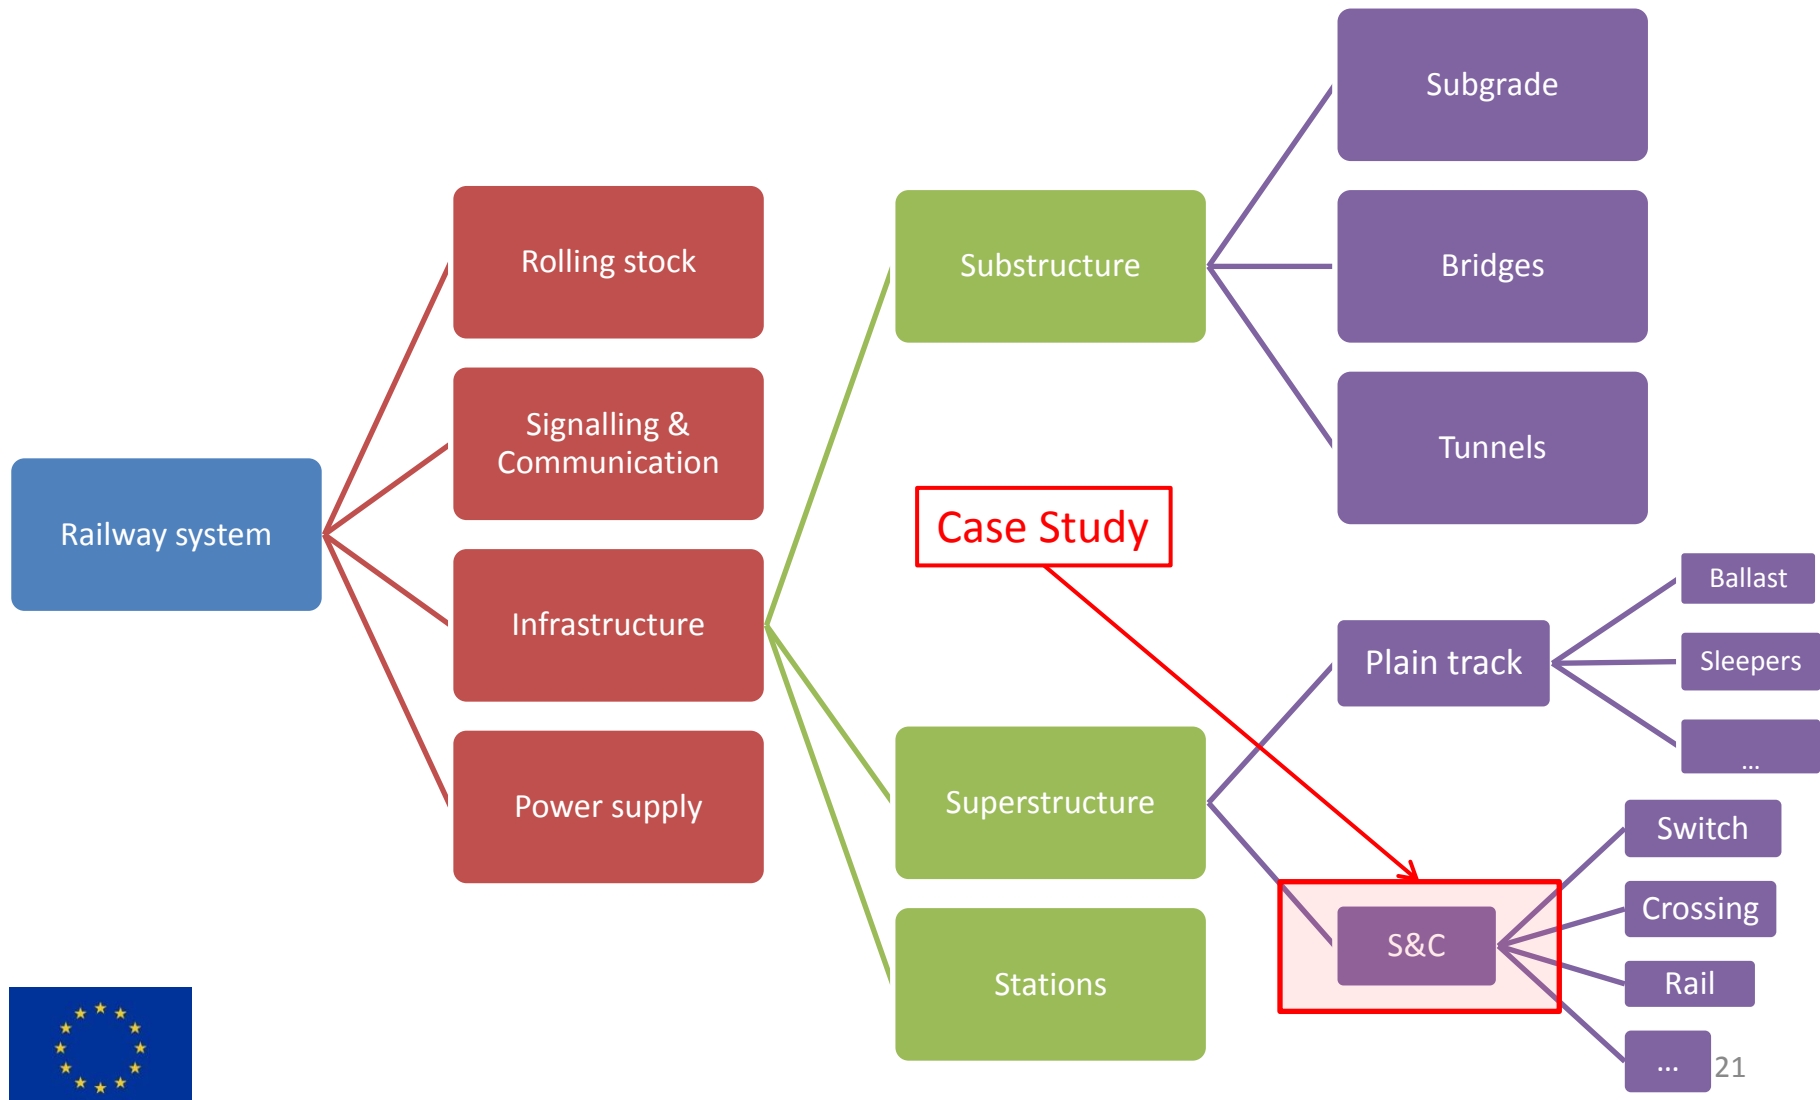 Railway system
Rolling stock
Signalling &
Communication
Infrastructure
Power supply
Substructure
Superstructure
Stations
Subgrade
Bridges
Tunnels
Case Study
Plain track
S&C
Ballast
Sleepers
...
Switch
Crossing
Rail
...
21